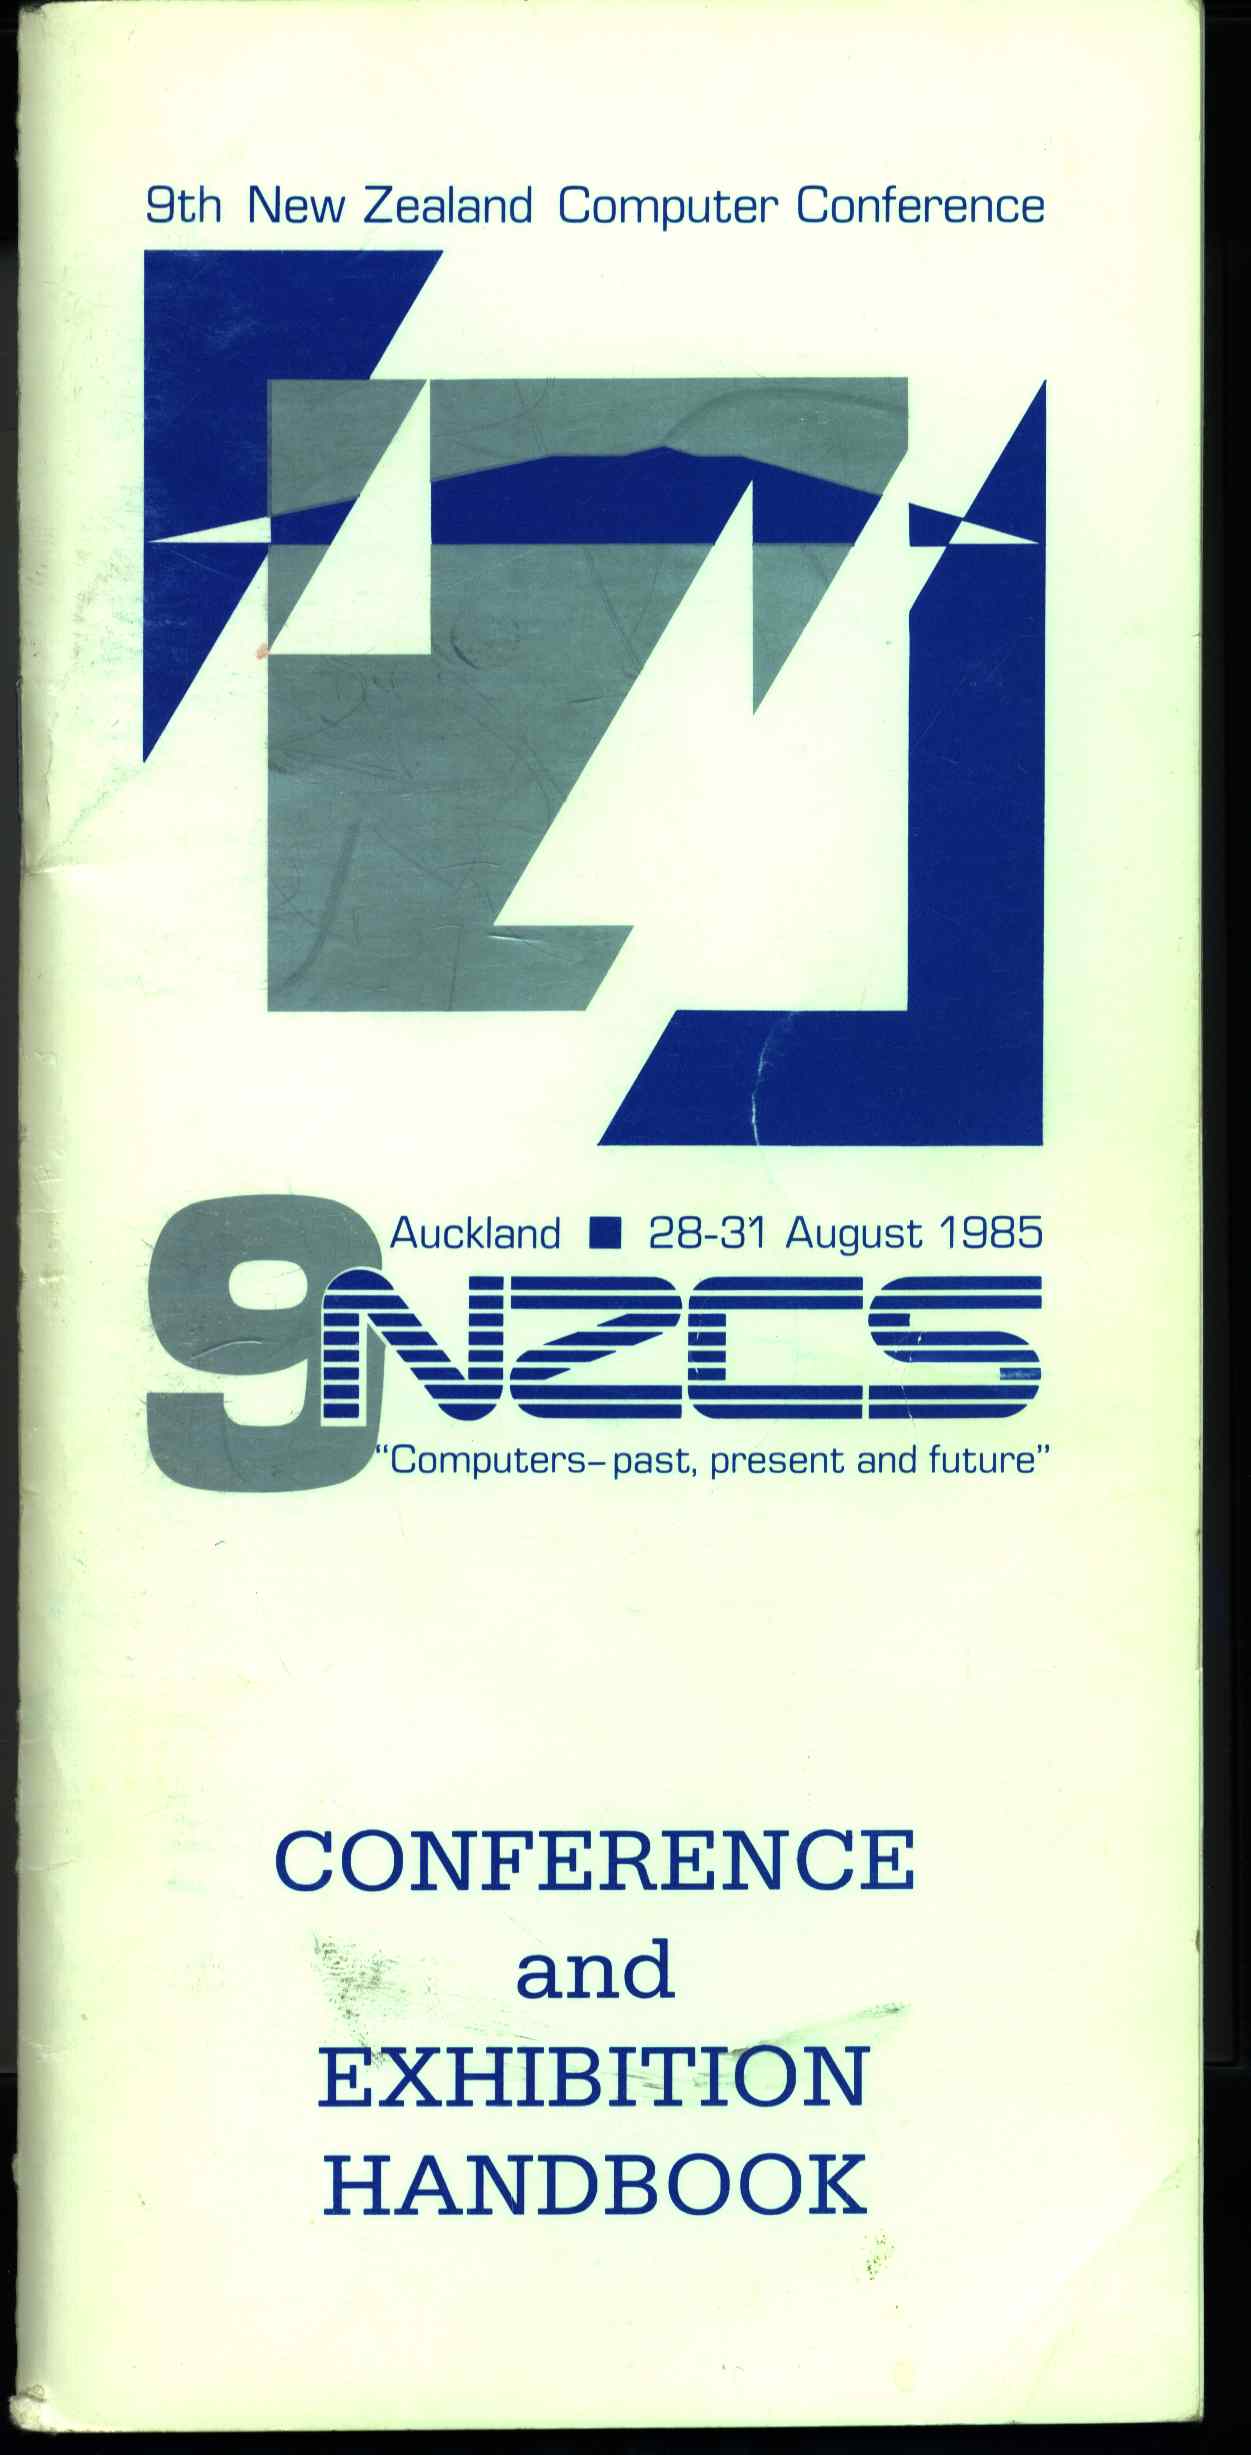 9th New Zealand Computer Conference
Auckland ■ 28-31 August 1985
9NZCS
“Computers–past, present and future”
CONFERENCE
and
EXHIBITION
HANDBOOK